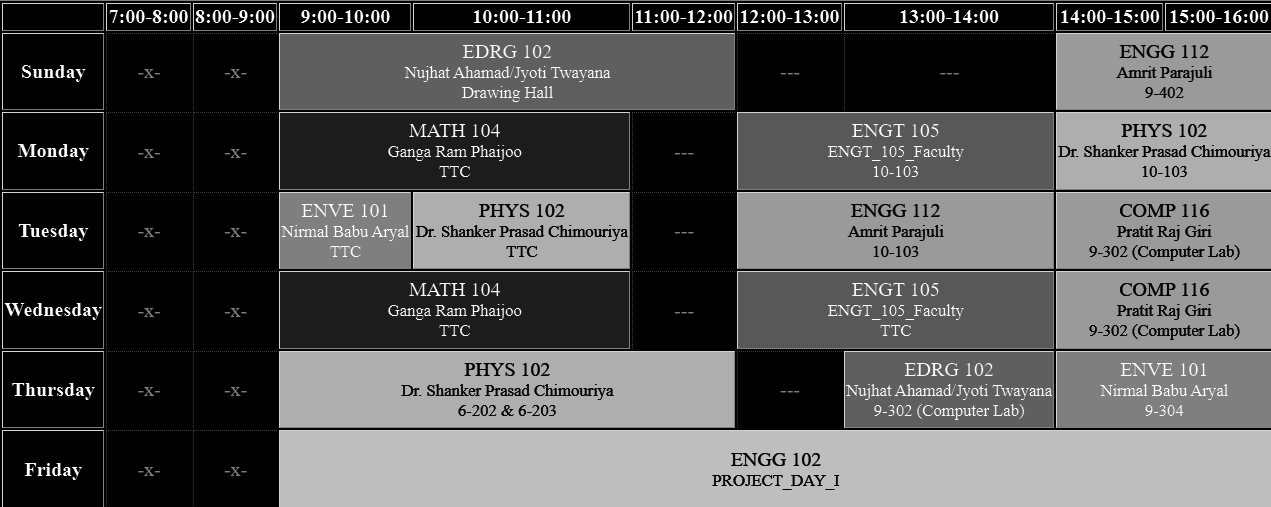 7:00-8:00 8:00-9:00 9:00-10:00 10:00-11:00 11:00-12:00 12:00-13:00 13:00-14:00 14:00-15:00 15:00-16:00
Sunday -x- -x- EDRG 102 --- --- ENGG 112
Nujhat Ahamad/Jyoti Twayana Amrit Parajuli
Drawing Hall 9-402
Monday -x- -x- MATH 104 --- ENGT 105 PHYS 102
Ganga Ram Phaijoo ENGT_105_Faculty Dr. Shanker Prasad Chimouriya
TTC 10-103 10-103
Tuesday -x- -x- ENVE 101 PHYS 102 --- ENGG 112 COMP 116
Nirmal Babu Aryal Dr. Shanker Prasad Chimouriya Amrit Parajuli Pratit Raj Giri
TTC TTC 10-103 9-302 (Computer Lab)
Wednesday -x- -x- MATH 104 --- ENGT 105 COMP 116
Ganga Ram Phaijoo ENGT_105_Faculty Pratit Raj Giri
TTC TTC 9-302 (Computer Lab)
Thursday -x- -x- PHYS 102 --- EDRG 102 ENVE 101
Dr. Shanker Prasad Chimouriya Nujhat Ahamad/Jyoti Twayana Nirmal Babu Aryal
6-202 & 6-203 9-302 (Computer Lab) 9-304
Friday -x- -x- ENGG 102
PROJECT_DAY_I